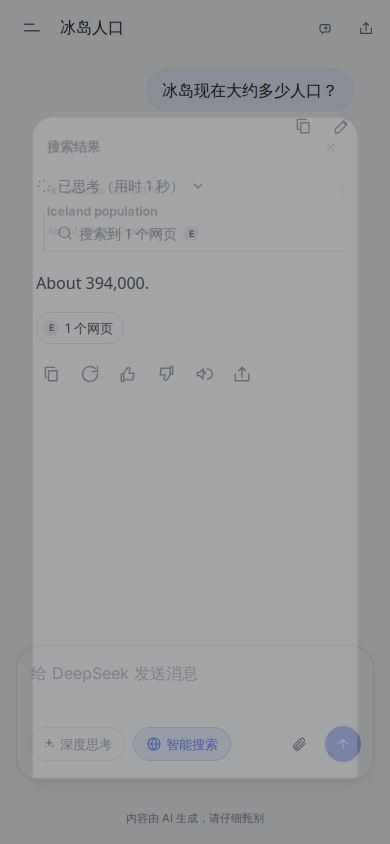 冰岛人口
冰岛现在大约多少人口？
搜索结果
已思考（用时 1 秒）
1
Iceland population
搜索到 1 个网页 E
About 394,000.
E 1 个网页
给 DeepSeek 发送消息
深度思考 智能搜索
内容由 AI 生成，请仔细甄别